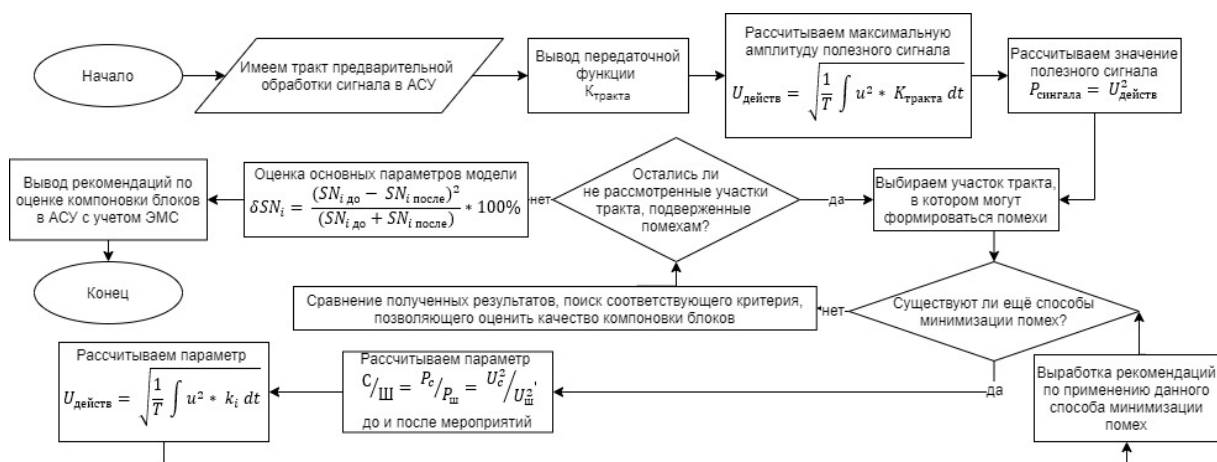 Начало
Имеем тракт предварительной
обработки сигнала в АСУ
Вывод передаточной
функции
Kтракта
Рассчитываем максимальную
амплитуду полезного сигнала
Uдейств = √(1/T ∫ u² * Kтракта dt)
Рассчитываем значение
полезного сигнала
Pсингала = U²действ
Вывод рекомендаций по
оценке компоновки блоков
в АСУ с учетом ЭМС
Оценка основных параметров модели
δSNi = (SNi до − SNi после)² / (SNi до + SNi после) * 100%
нет
Остались ли
не рассмотренные участки
тракта, подверженные
помехам?
да
Выбираем участок тракта,
в котором могут
формироваться помехи
Конец
Сравнение полученных результатов, поиск соответствующего критерия,
позволяющего оценить качество компоновки блоков
нет
Существуют ли ещё способы
минимизации помех?
да
Рассчитываем параметр
Uдейств = √(1/T ∫ u² * ki dt)
Рассчитываем параметр
С/Ш = Pc/Pш = U²c/U²ш'
до и после мероприятий
Выработка рекомендаций
по применению данного
способа минимизации
помех